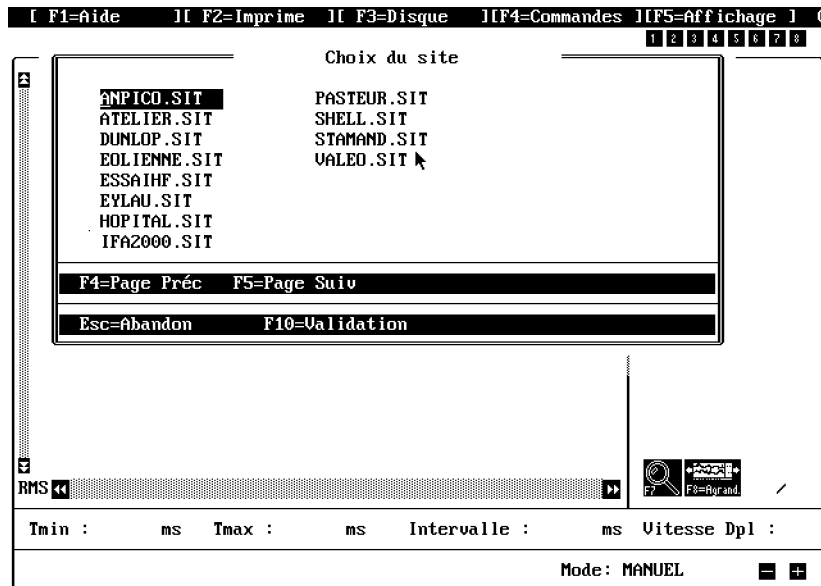 [ F1=Aide ][ F2=Imprime ][ F3=Disque ][F4=Commandes ][F5=Affichage ]
1 2 3 4 5 6 7 8
Choix du site
ANPICO.SIT PASTEUR.SIT
ATELIER.SIT SHELL.SIT
DUNLOP.SIT STAMAND.SIT
EOLIENNE.SIT VALEO.SIT
ESSAIHF.SIT
EYLAU.SIT
HOPITAL.SIT
IFA2000.SIT
F4=Page Préc F5=Page Suiv
Esc=Abandon F10=Validation
F7 F8=Agrand.
RMS
Tmin : ms Tmax : ms Intervalle : ms Vitesse Dpl :
Mode: MANUEL - +